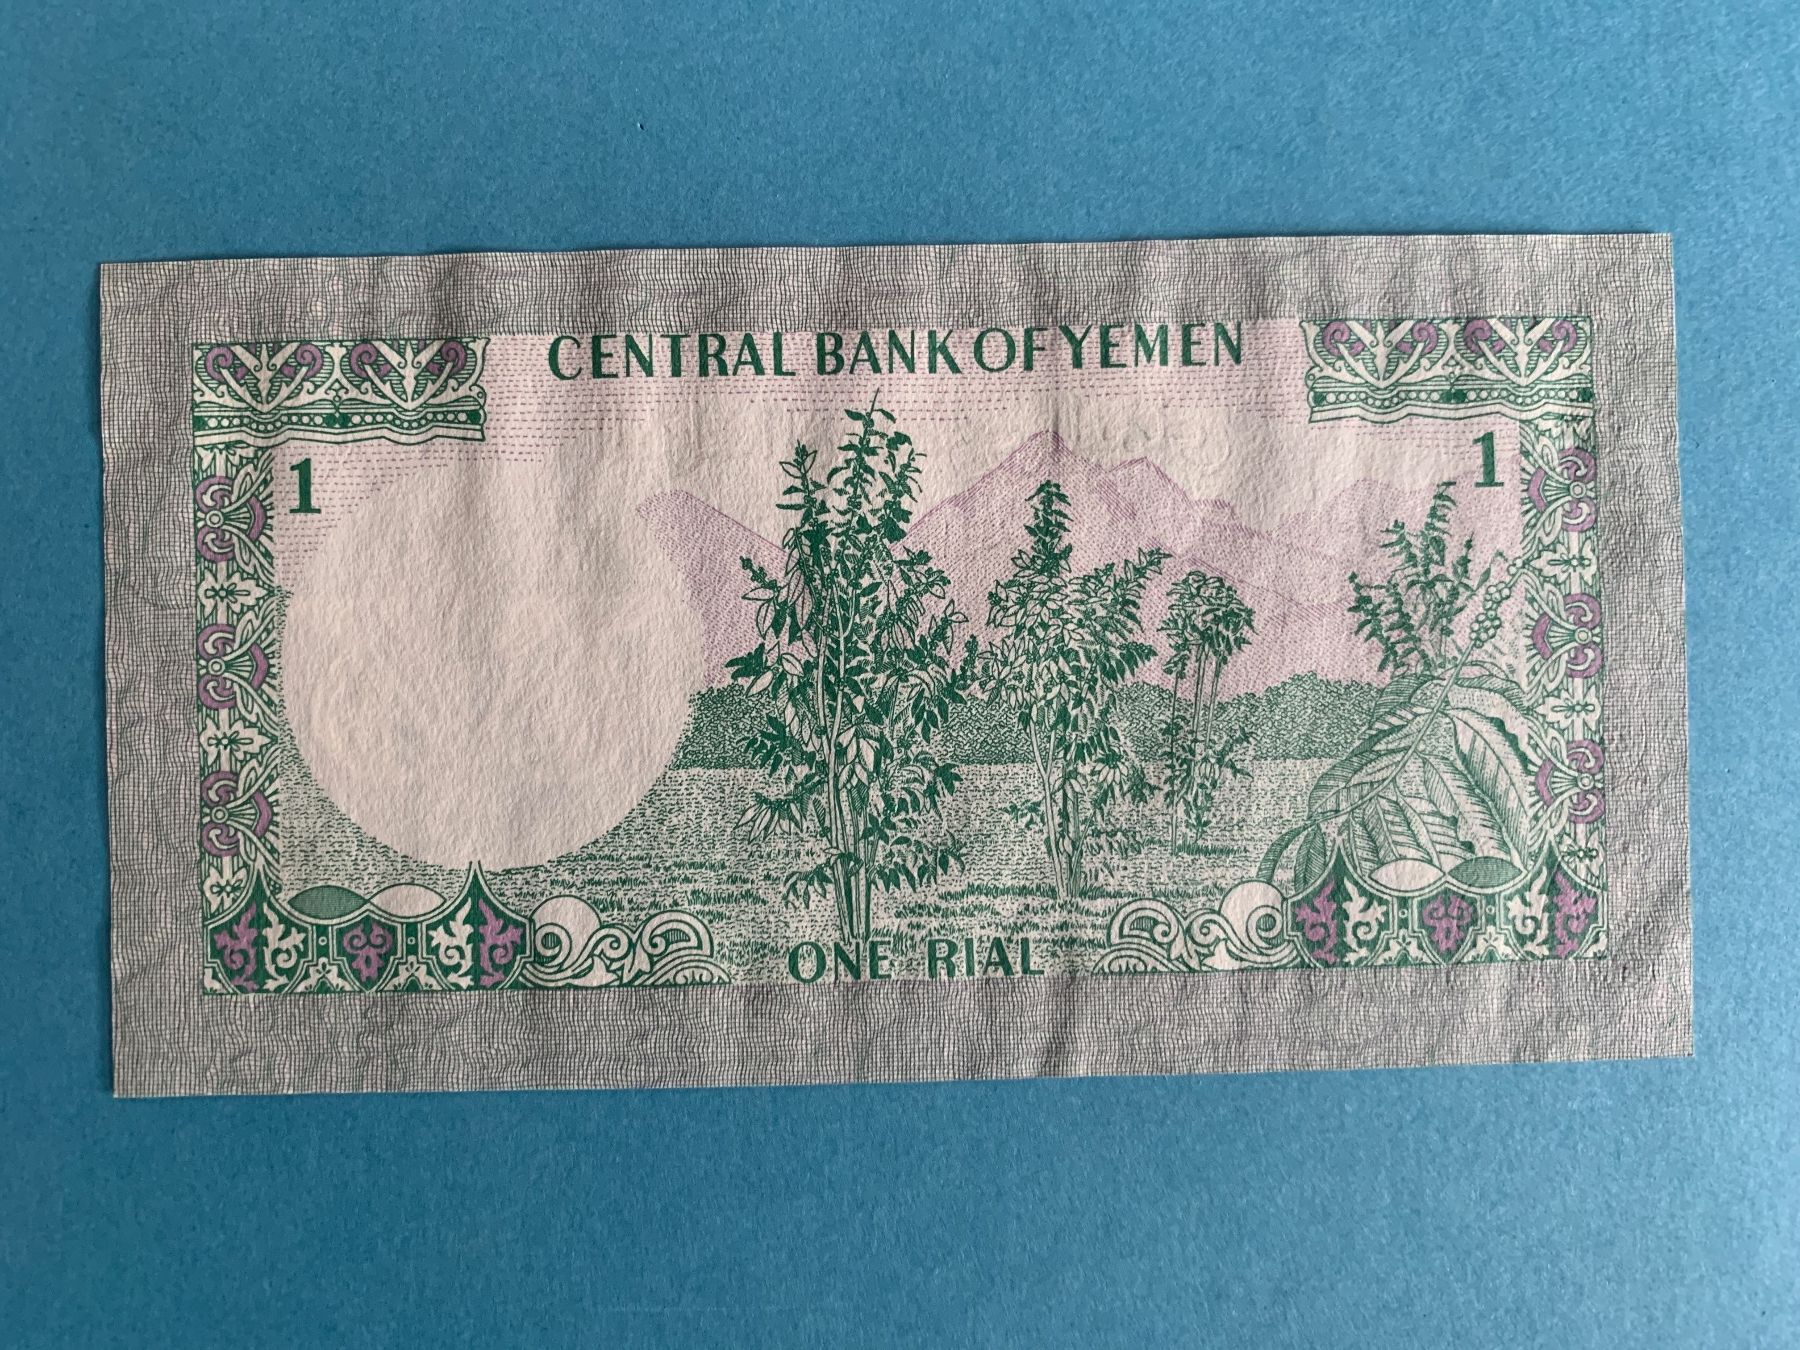 CENTRAL BANK OF YEMEN
1 1
ONE RIAL